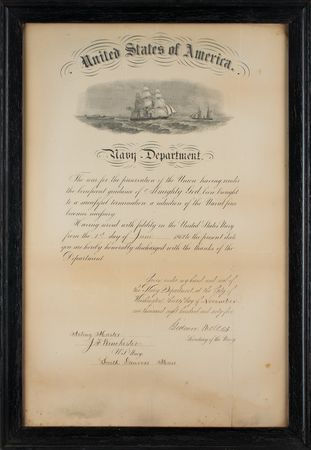 United States of America.
Navy Department.
The war for the preservation of the Union having under
the beneficent guidance of Almighty God, been brought
to a successful termination a reduction of the Naval force
becomes necessary
Having served with fidelity in the United States Navy
from the day of June to the present date
you are hereby honorably discharged with the thanks of the
Department
Given under my hand and seal of
the Navy Department, at the City of
Washington this day of November
one thousand eight hundred and sixty five
Gideon Welles
Secretary of the Navy
Acting Master
Winchester
U.S. Navy
South Mass